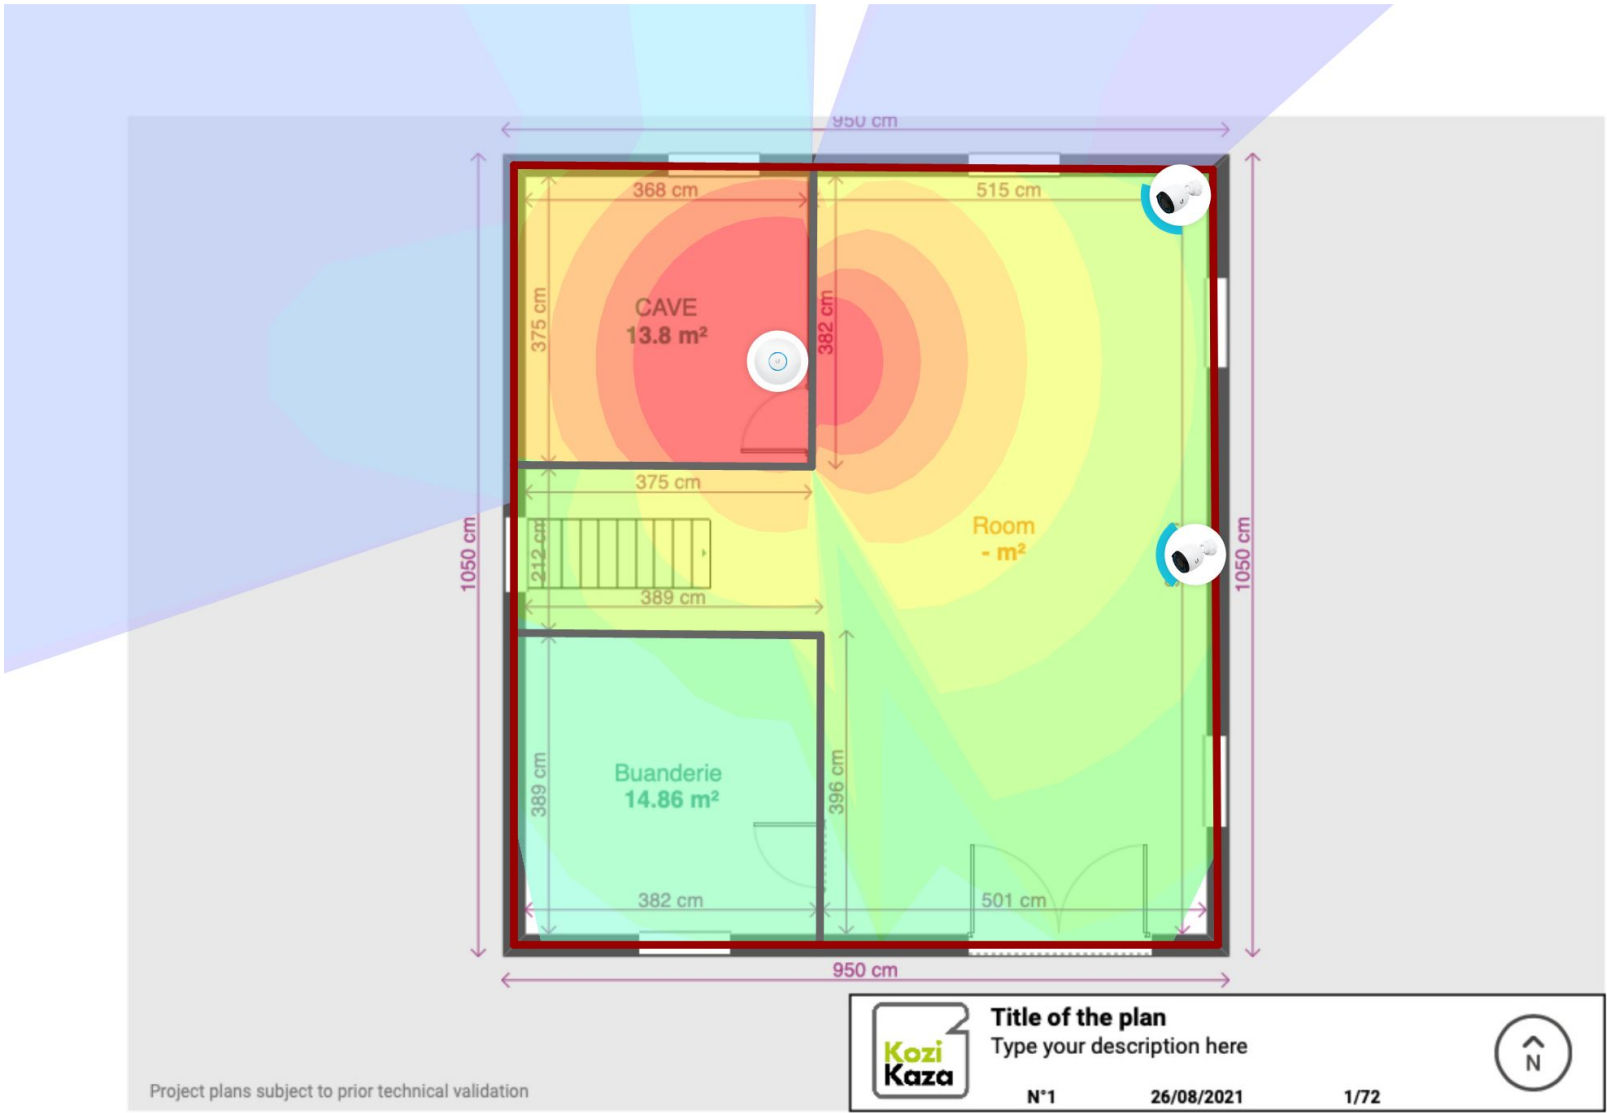 950 cm
368 cm
515 cm
375 cm
CAVE
13.8 m²
382 cm
375 cm
212 cm
Room
- m²
389 cm
1050 cm
1050 cm
389 cm
Buanderie
14.86 m²
396 cm
382 cm
501 cm
950 cm
Kozi
Kaza
Title of the plan
Type your description here
N°1
26/08/2021
1/72
N
Project plans subject to prior technical validation